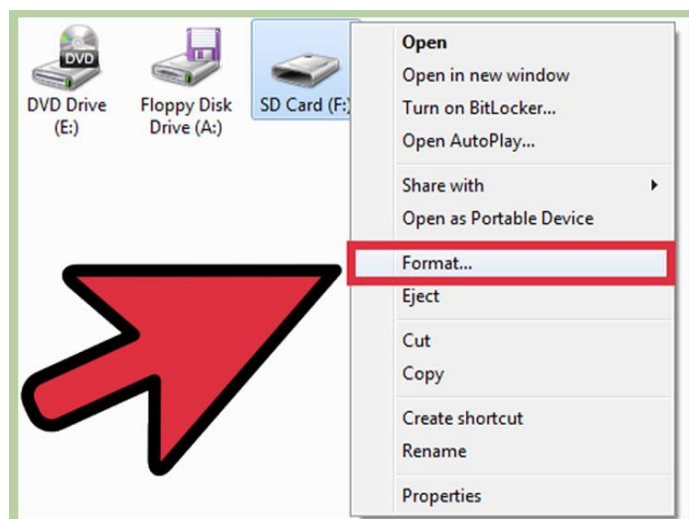 DVD
DVD Drive
(E:)
Floppy Disk
Drive (A:)
SD Card (F:)
Open
Open in new window
Turn on BitLocker...
Open AutoPlay...
Share with
Open as Portable Device
Format...
Eject
Cut
Copy
Create shortcut
Rename
Properties